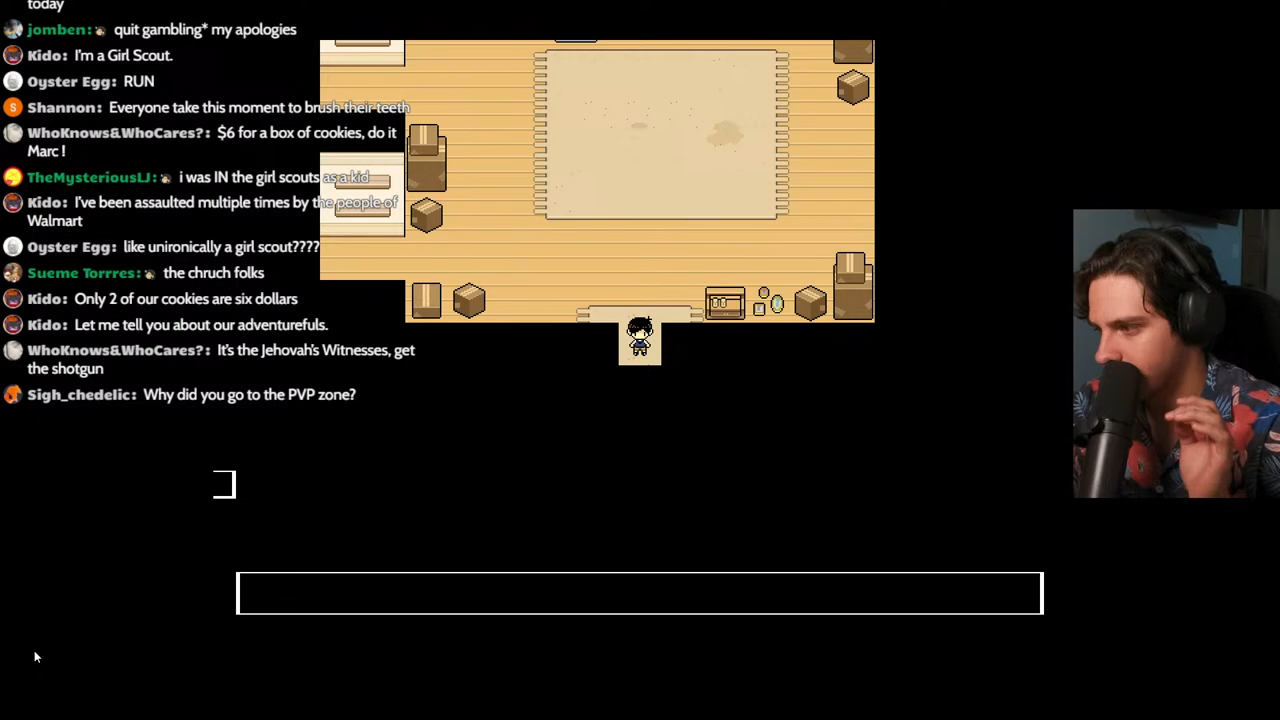 today
jomben: quit gambling* my apologies
Kido: I'm a Girl Scout.
Oyster Egg: RUN
S Shannon: Everyone take this moment to brush their teeth
WhoKnows&WhoCares?: $6 for a box of cookies, do it
Marc !
TheMysteriousLJ: i was IN the girl scouts as a kid
Kido: I've been assaulted multiple times by the people of
Walmart
Oyster Egg: like unironically a girl scout????
Sueme Torrres: the chruch folks
Kido: Only 2 of our cookies are six dollars
Kido: Let me tell you about our adventurefuls.
WhoKnows&WhoCares?: It's the Jehovah's Witnesses, get
the shotgun
Sigh_chedelic: Why did you go to the PVP zone?